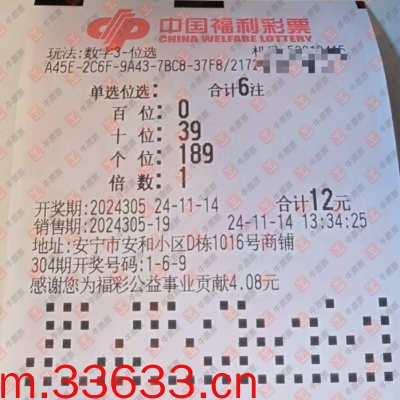 中国福利彩票
CHINA WELFARE LOTTERY
玩法:数字3-位选
A45E-2C6F-9A43-7BC8-37F8/2172
单选位选: 合计6注
百 位: 0
十 位: 39
个 位: 189
倍 数: 1
开奖期:2024305 24-11-14 合计12元
销售期:2024305-19 24-11-14 13:34:25
地址:安宁市安和小区D栋1016号商铺
304期开奖号码:1-6-9
感谢您为福彩公益事业贡献4.08元
m.33633.cn